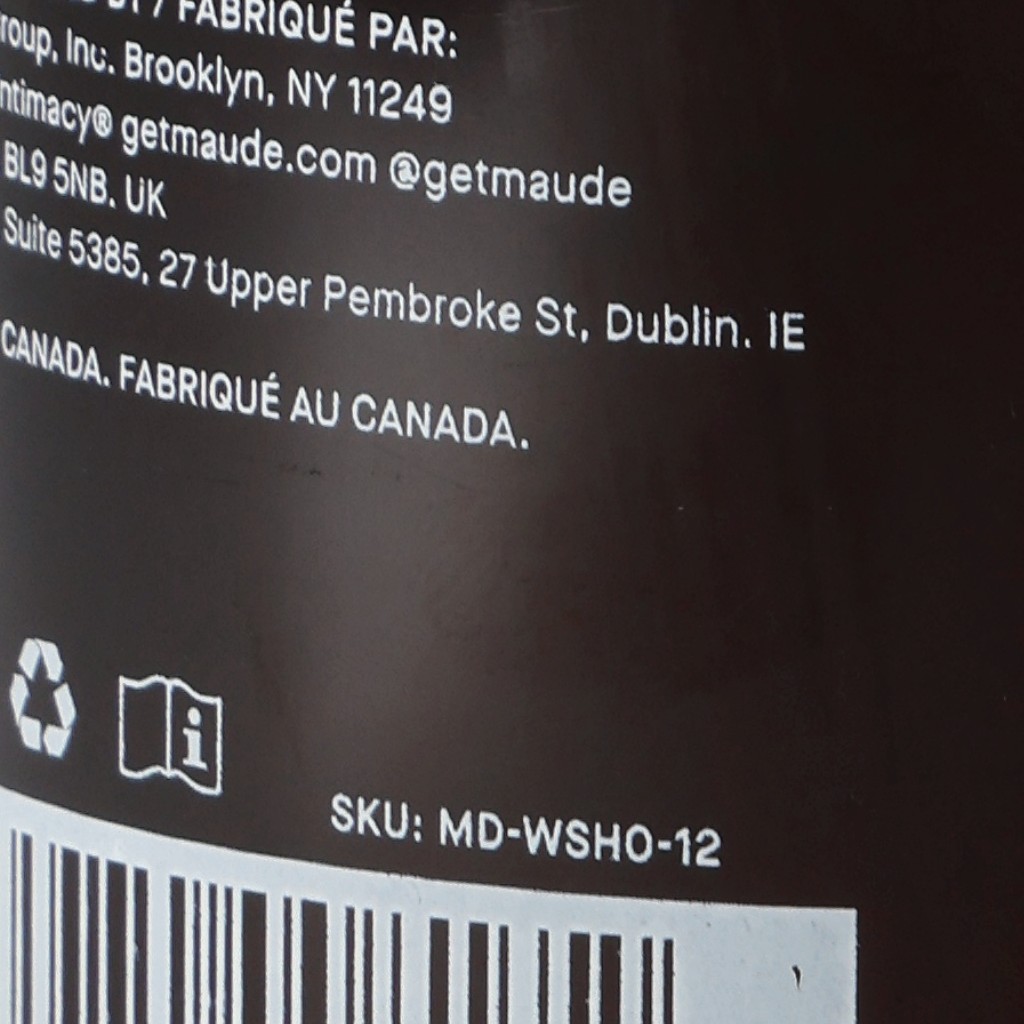 / FABRIQUÉ PAR:
Inc. Brooklyn, NY 11249
getmaude.com @getmaude
BL9 5NB. UK
Suite 5385, 27 Upper Pembroke St, Dublin. IE
CANADA. FABRIQUÉ AU CANADA.
SKU: MD-WSHO-12